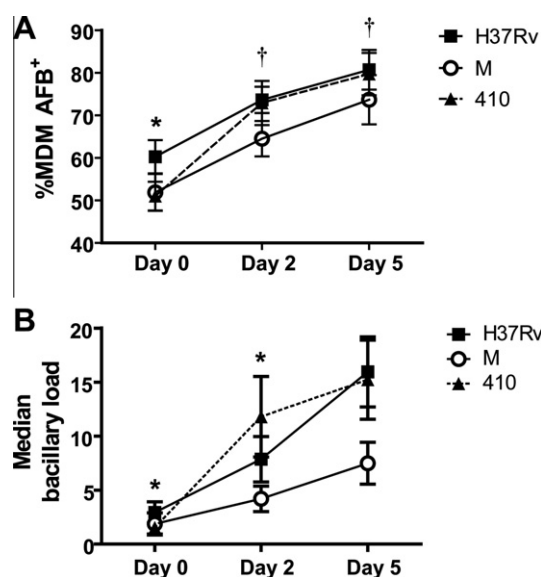 A
%MDM AFB+
90
80
70
60
50
40
*
†
†
Day 0
Day 2
Day 5
H37Rv
M
410
B
Median
bacillary load
20
15
10
5
0
*
*
Day 0
Day 2
Day 5
H37Rv
M
410